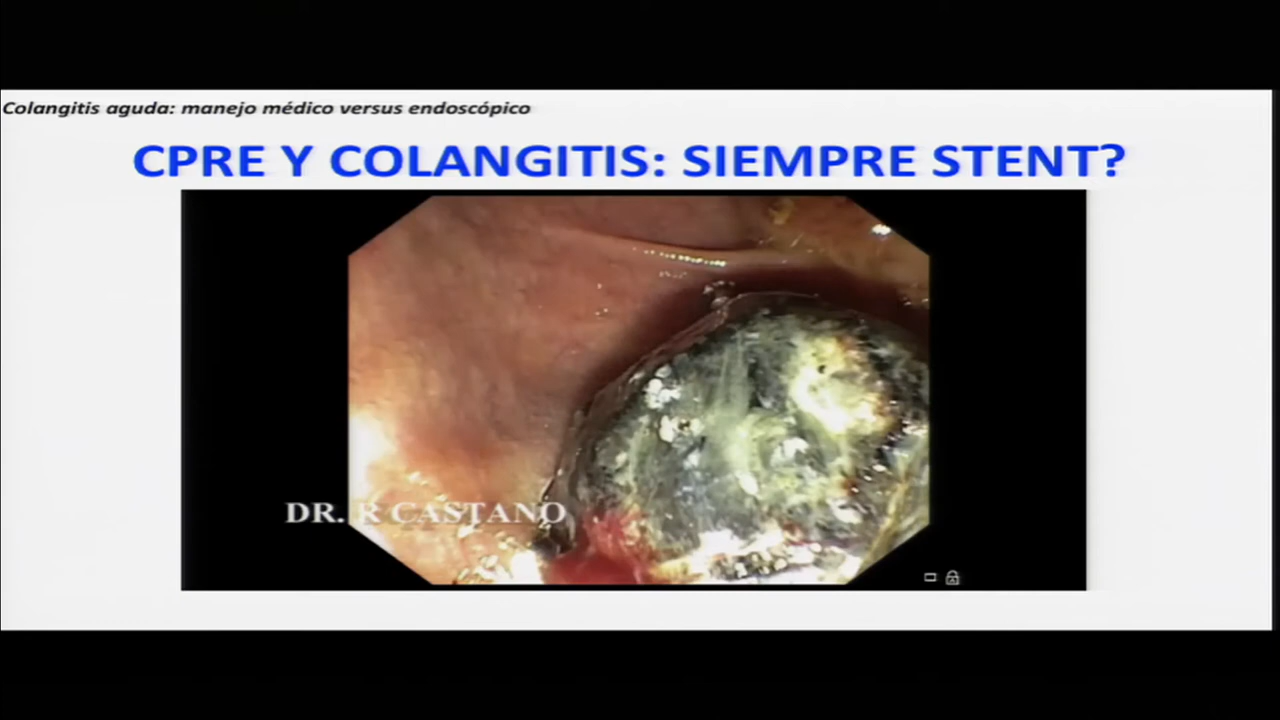 Colangitis aguda: manejo médico versus endoscópico
CPRE Y COLANGITIS: SIEMPRE STENT?
DR. R CASTANO